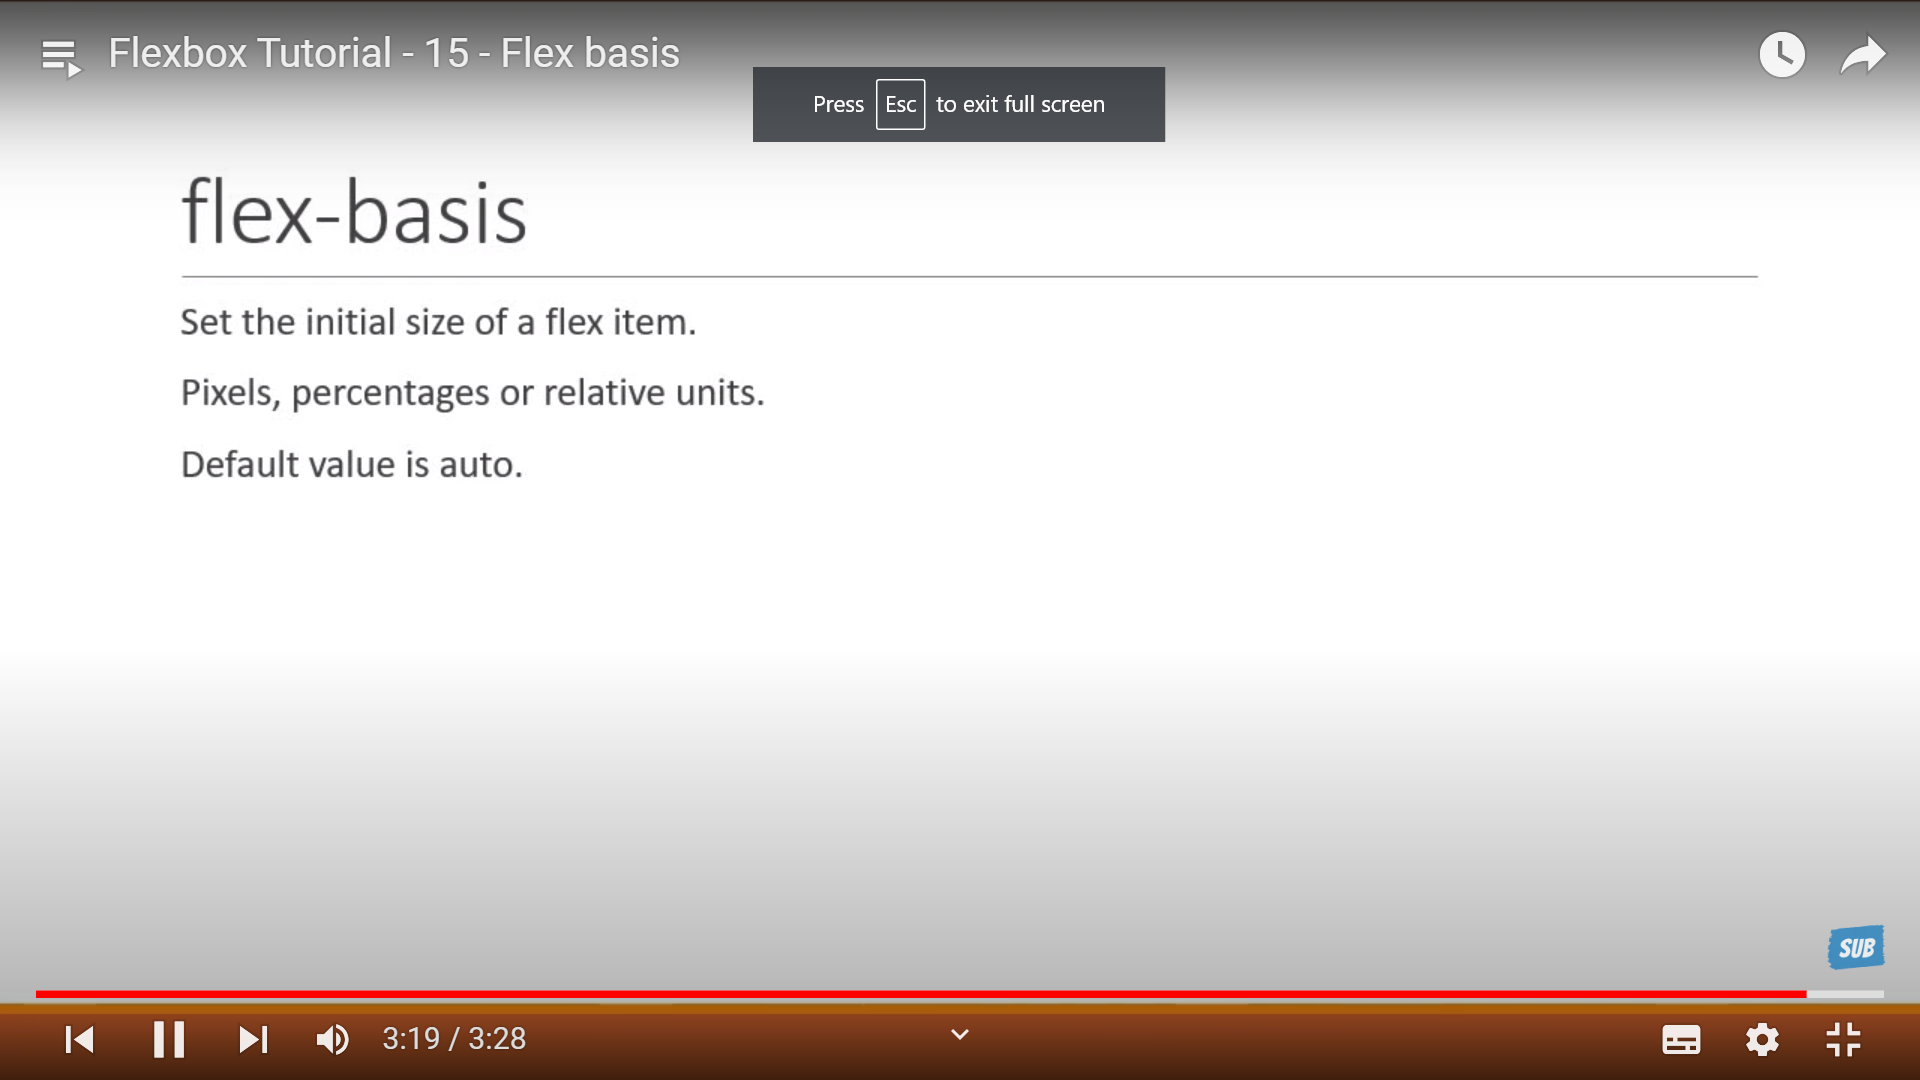 Flexbox Tutorial - 15 - Flex basis
Press Esc to exit full screen
flex-basis
Set the initial size of a flex item.
Pixels, percentages or relative units.
Default value is auto.
SUB
3:19 / 3:28